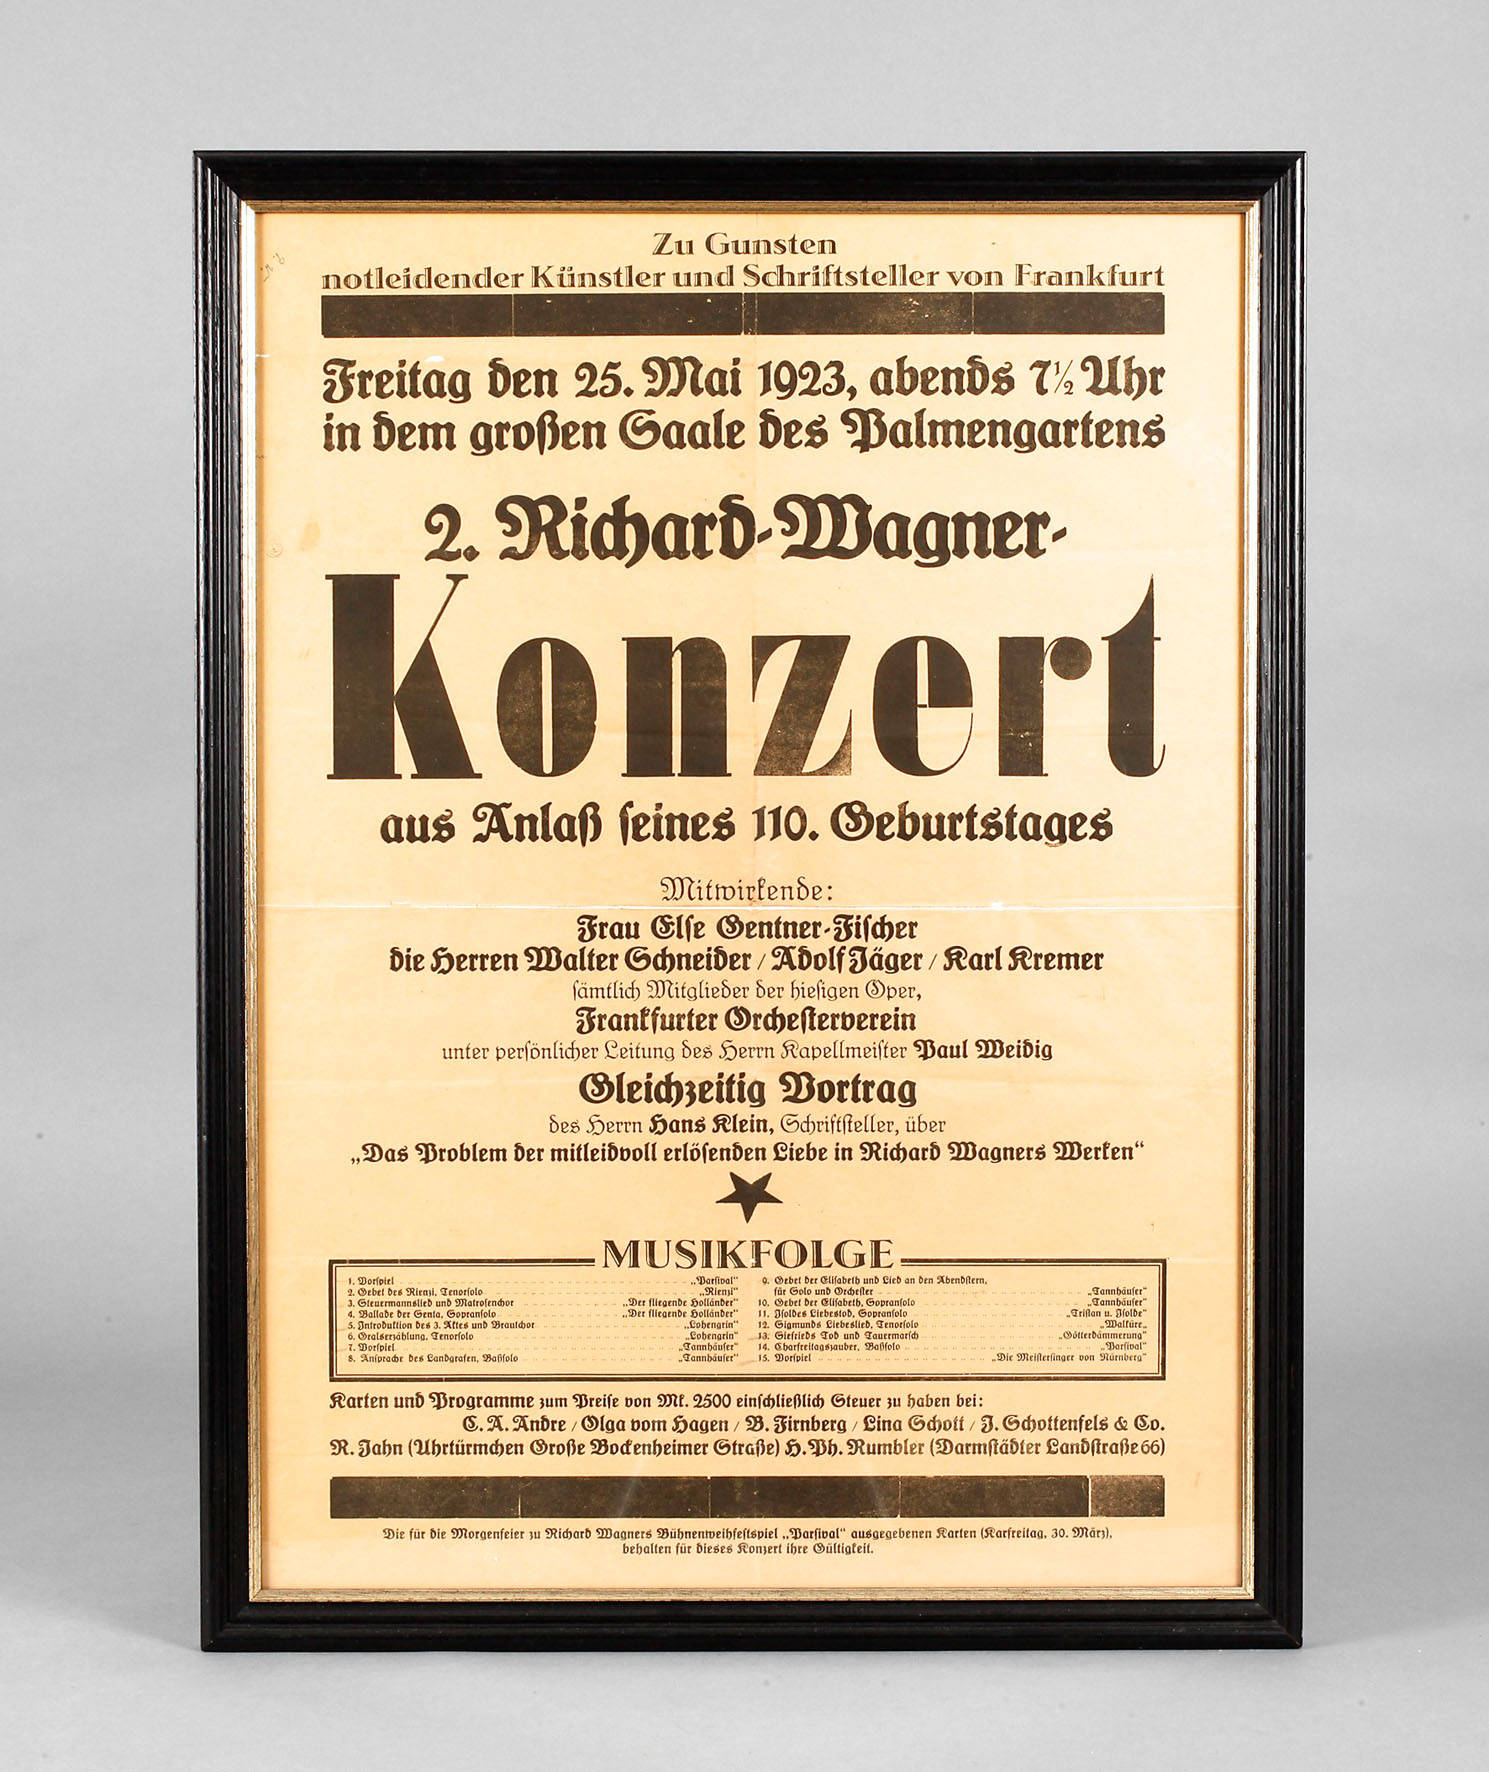 Zu Gunsten
notleidender Künstler und Schriftsteller von Frankfurt
Freitag den 25. Mai 1923, abends 7½ Uhr
in dem großen Saale des Palmengartens
2. Richard-Wagner-
Konzert
aus Anlaß seines 110. Geburtstages
Mitwirkende:
Frau Else Gentner-Fischer
die Herren Walter Schneider / Adolf Jäger / Karl Kremer
sämtlich Mitglieder der hiesigen Oper,
Frankfurter Orchesterverein
unter persönlicher Leitung des Herrn Kapellmeister Paul Weidig
Gleichzeitig Vortrag
des Herrn Hans Klein, Schriftsteller, über
„Das Problem der mitleidvoll erlösenden Liebe in Richard Wagners Werken“
MUSIKFOLGE
1. Vorspiel „Parsival“
2. Gebet des Rienzi, Tenorsolo „Rienzi“
3. Steuermannslied und Matrosenchor „Der fliegende Holländer“
4. Ballade der Senta, Sopransolo „Der fliegende Holländer“
5. Introduktion des 3. Aktes und Brautchor „Lohengrin“
6. Gralserzählung, Tenorsolo „Lohengrin“
7. Vorspiel „Tannhäuser“
8. Ansprache des Landgrafen, Baßsolo „Tannhäuser“
9. Gebet der Elisabeth und Lied an den Abendstern,
für Solo und Orchester „Tannhäuser“
10. Gebet der Elisabeth, Sopransolo „Tannhäuser“
11. Isoldes Liebestod, Sopransolo „Tristan u. Isolde“
12. Sigmunds Liebeslied, Tenorsolo „Walküre„
13. Siefrieds Tod und Tauermarsch „Götterdämmerung“
14. Charfreitagszauber, Baßsolo „Parsival“
15. Vorspiel „Die Meistersinger von Nürnberg“
Karten und Programme zum Preise von Mk. 2500 einschließlich Steuer zu haben bei:
C. A. Andre / Olga vom Hagen / B. Firnberg / Lina Schott / J. Schottenfels & Co.
R. Jahn (Uhrtürmchen Große Bockenheimer Straße) H. Ph. Rumbler (Darmstädter Landstraße 66)
Die für die Morgenfeier zu Richard Wagners Bühnenweihfestspiel „Parsival“ ausgegebenen Karten (Karfreitag, 30. März),
behalten für dieses Konzert ihre Gültigkeit.